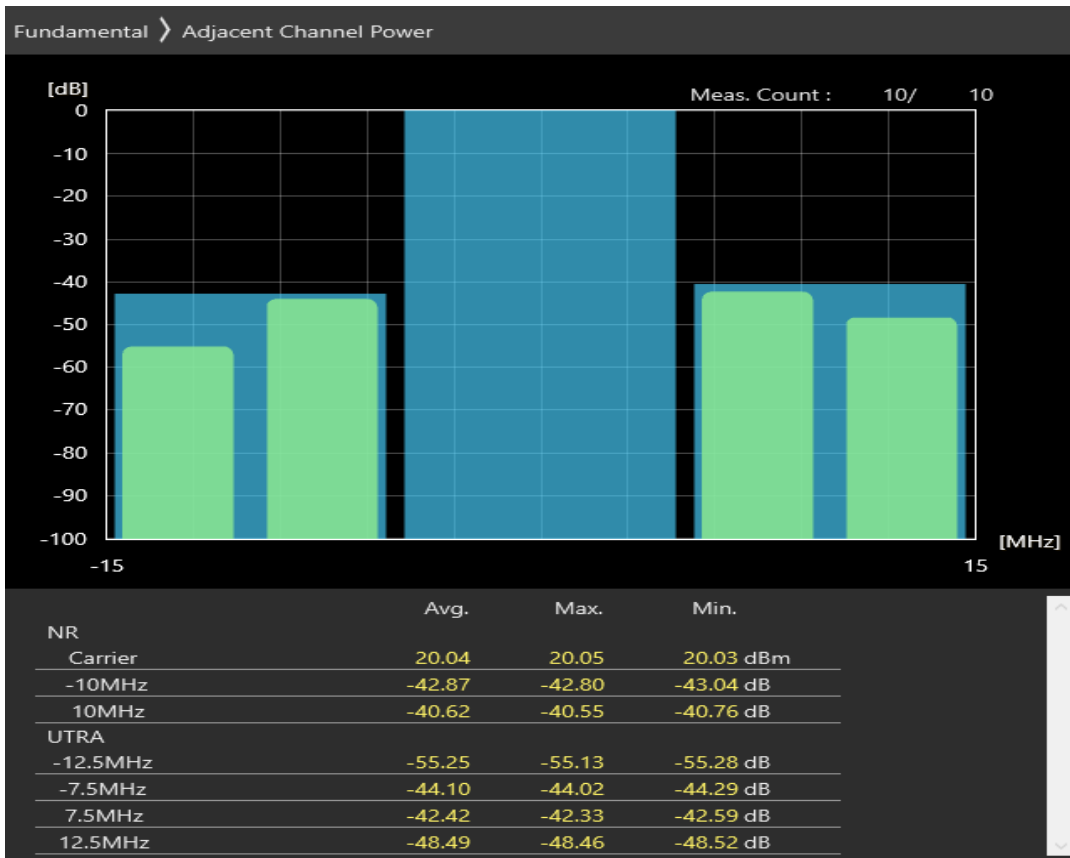 Fundamental 》 Adjacent Channel Power
[dB]
Meas. Count : 10/ 10
0
-10
-20
-30
-40
-50
-60
-70
-80
-90
-100
[MHz]
-15 15
Avg. Max. Min.
NR
Carrier 20.04 20.05 20.03 dBm
-10MHz -42.87 -42.80 -43.04 dB
10MHz -40.62 -40.55 -40.76 dB
UTRA
-12.5MHz -55.25 -55.13 -55.28 dB
-7.5MHz -44.10 -44.02 -44.29 dB
7.5MHz -42.42 -42.33 -42.59 dB
12.5MHz -48.49 -48.46 -48.52 dB